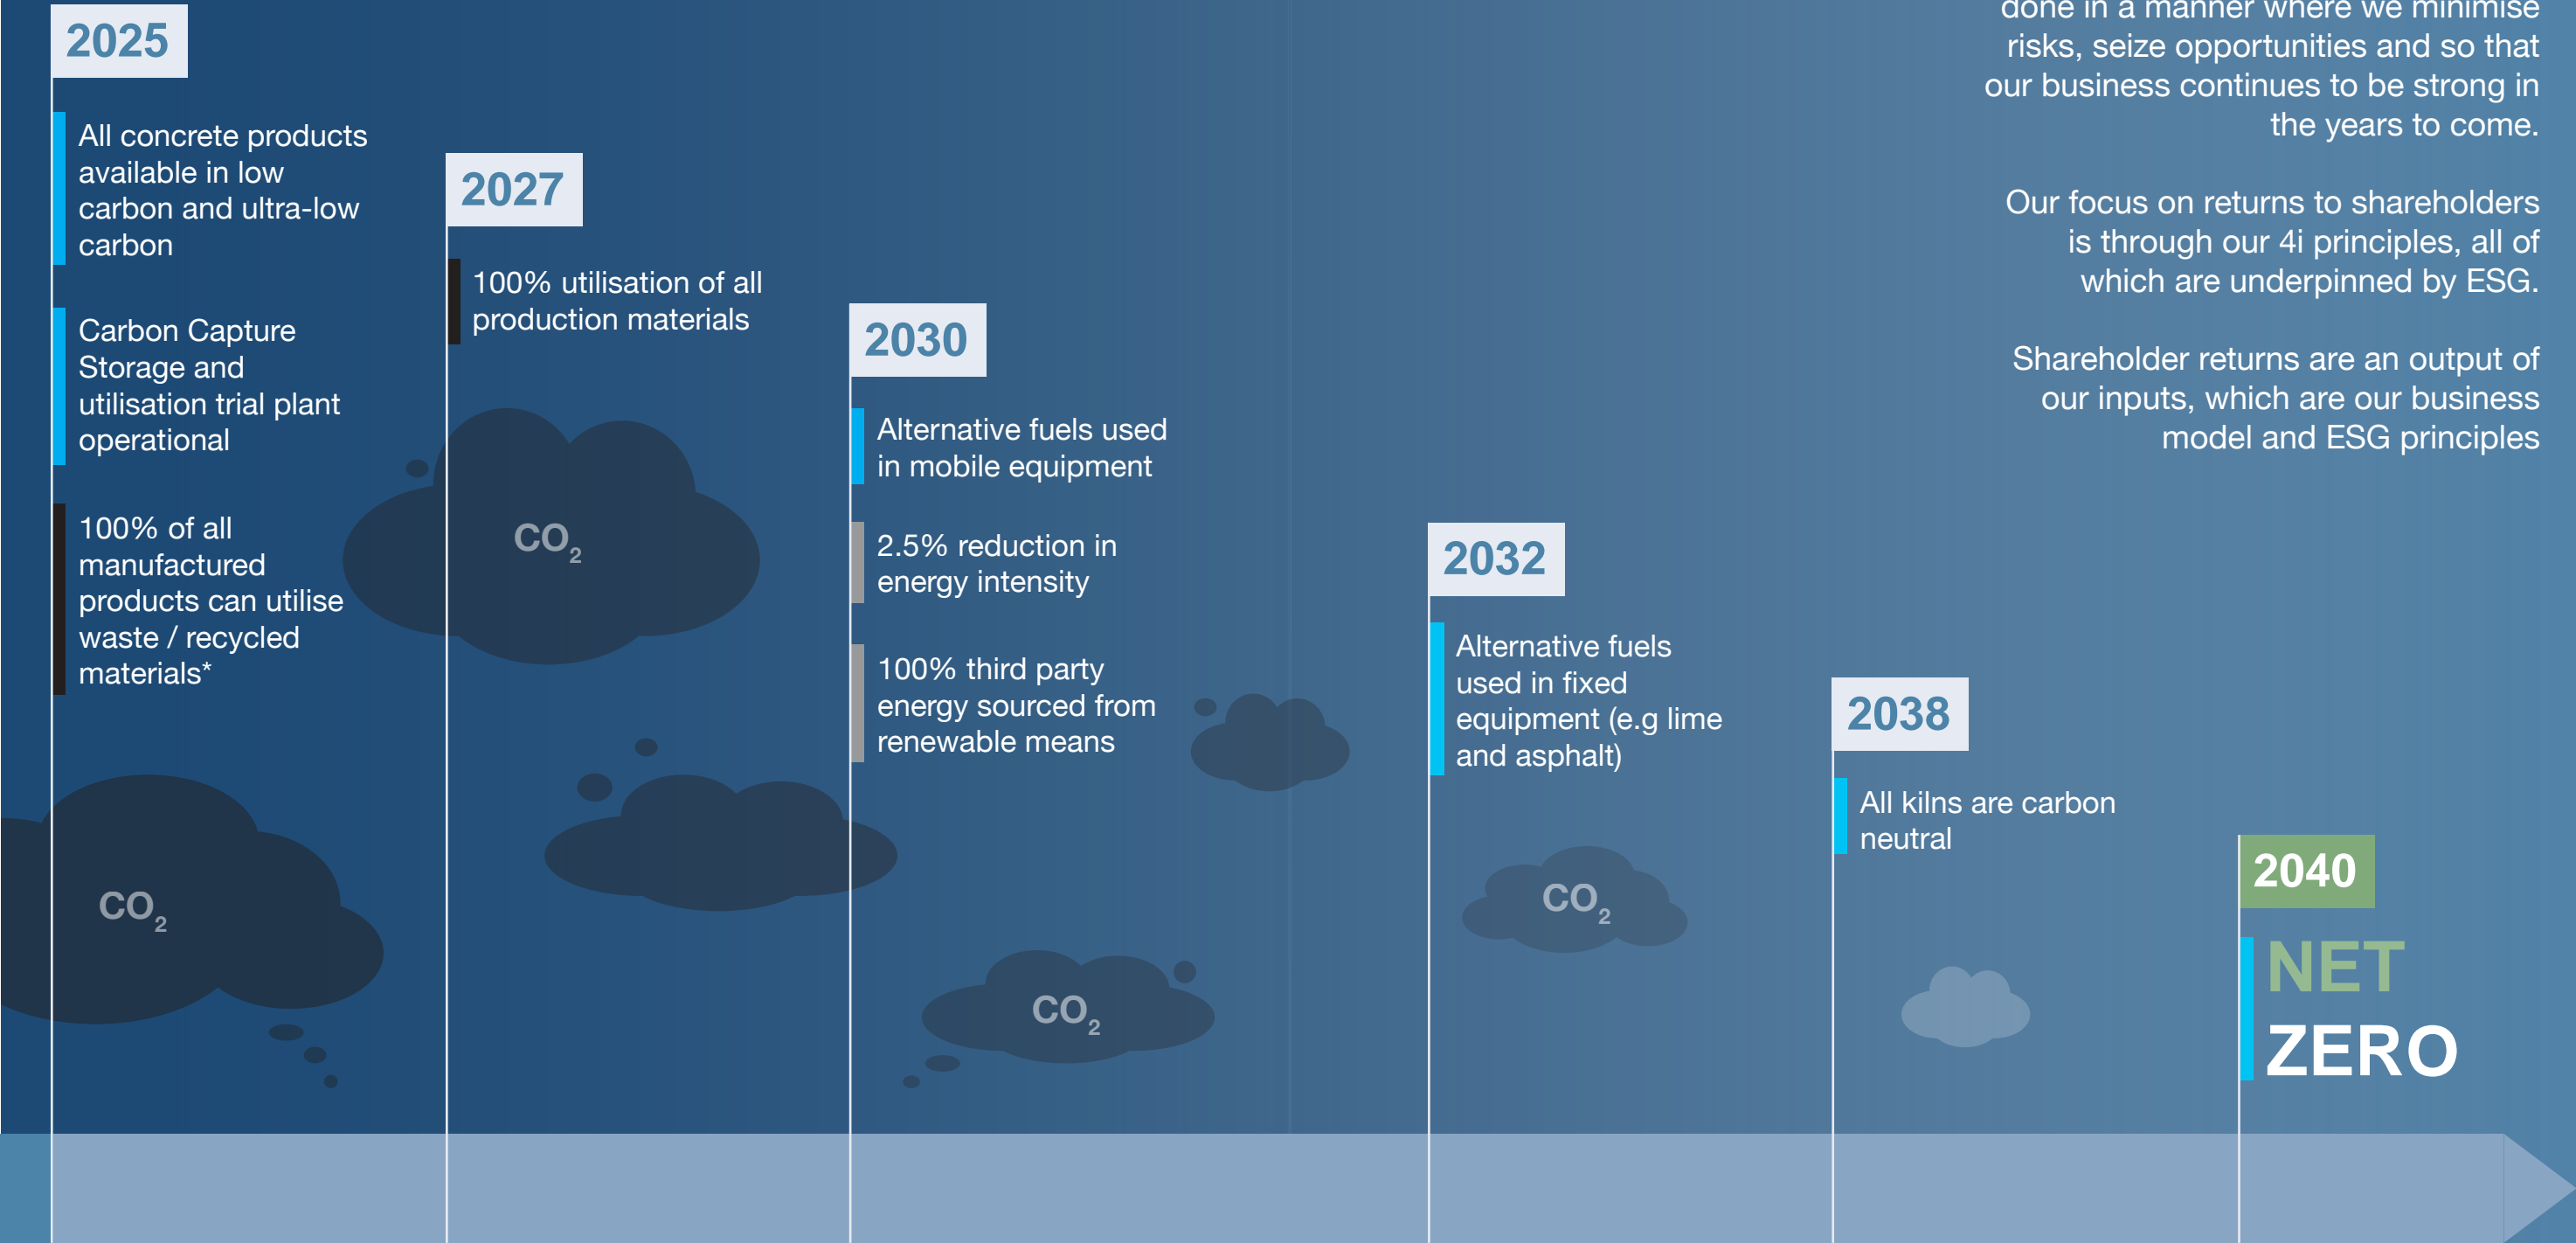 2025
All concrete products
available in low
carbon and ultra-low
carbon
Carbon Capture
Storage and
utilisation trial plant
operational
100% of all
manufactured
products can utilise
waste / recycled
materials*
CO₂
2027
100% utilisation of all
production materials
CO₂
2030
Alternative fuels used
in mobile equipment
2.5% reduction in
energy intensity
100% third party
energy sourced from
renewable means
CO₂
2032
Alternative fuels
used in fixed
equipment (e.g lime
and asphalt)
CO₂
2038
All kilns are carbon
neutral
2040
NET
ZERO
done in a manner where we minimise
risks, seize opportunities and so that
our business continues to be strong in
the years to come.
Our focus on returns to shareholders
is through our 4i principles, all of
which are underpinned by ESG.
Shareholder returns are an output of
our inputs, which are our business
model and ESG principles